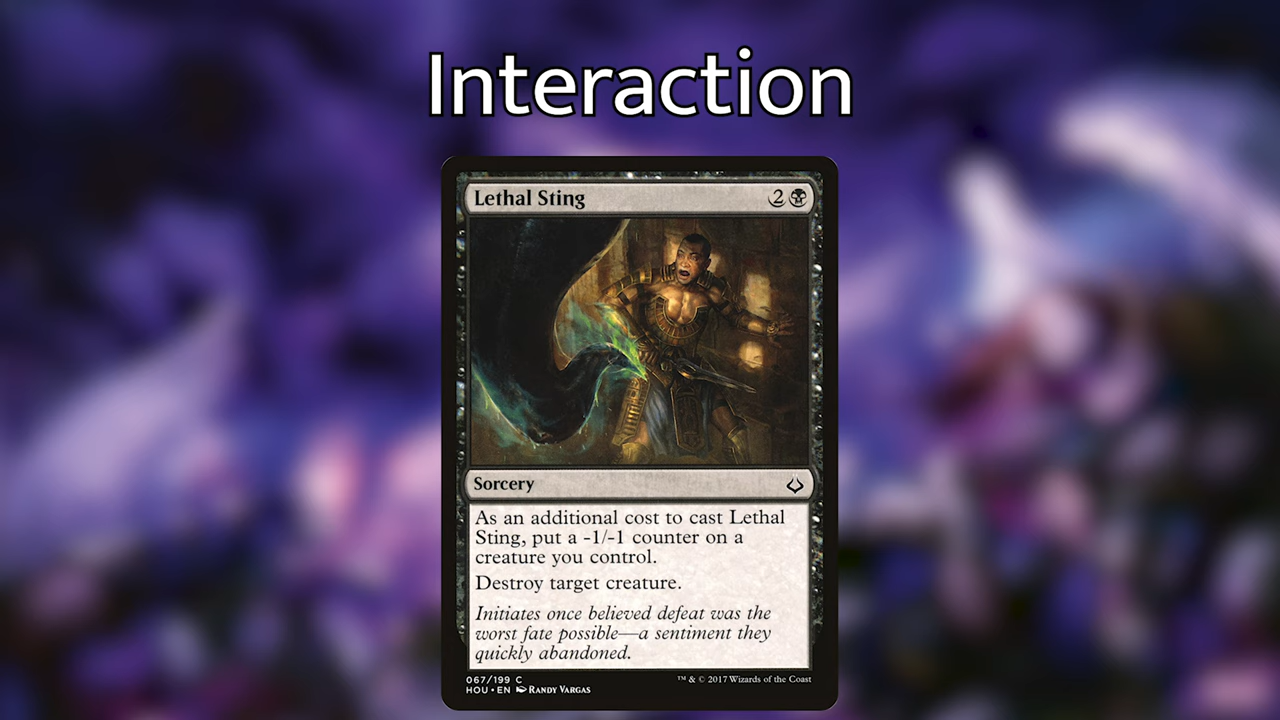 Interaction
Lethal Sting 2
Sorcery
As an additional cost to cast Lethal
Sting, put a -1/-1 counter on a
creature you control.
Destroy target creature.
Initiates once believed defeat was the
worst fate possible—a sentiment they
quickly abandoned.
067/199 C
HOU • EN Randy Vargas
™ & © 2017 Wizards of the Coast